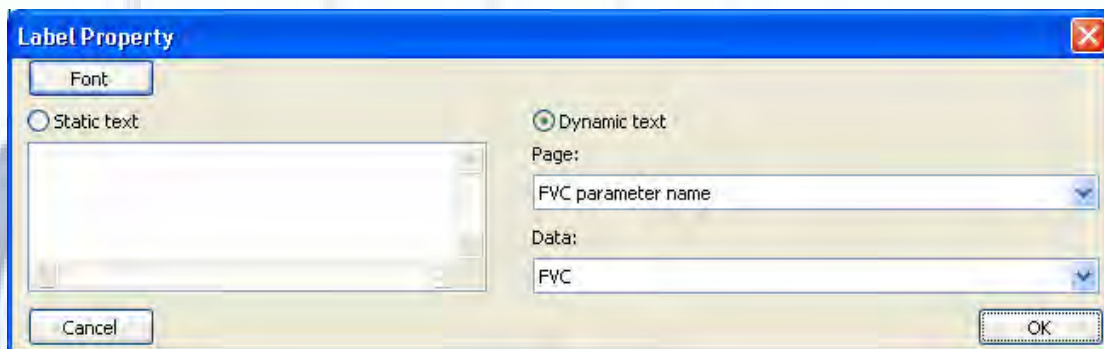 Label Property
Font
Static text
Dynamic text
Page:
FVC parameter name
Data:
FVC
Cancel
OK